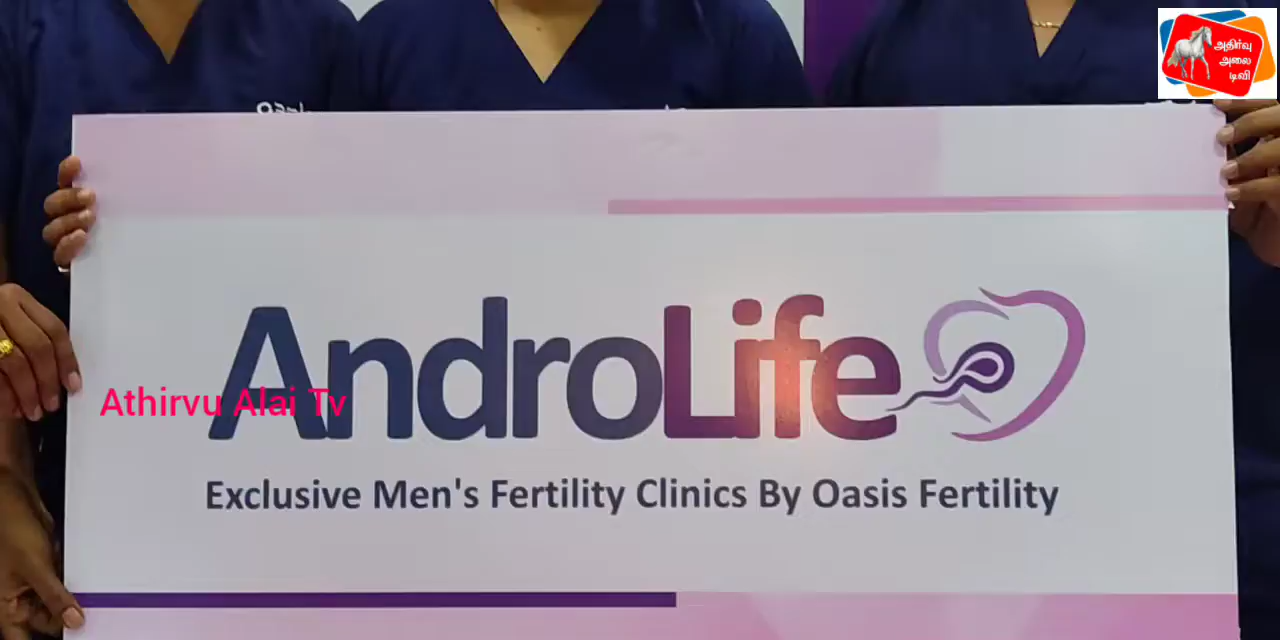 அதிர்வு
அலை
டிவி
AndroLife
Athirvu Alai Tv
Exclusive Men's Fertility Clinics By Oasis Fertility